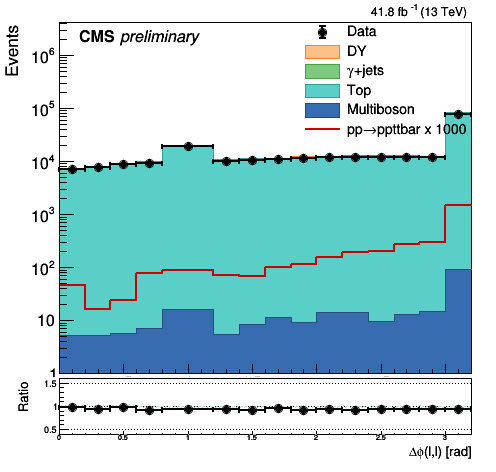 41.8 fb⁻¹ (13 TeV)
CMS preliminary
Events
Data
DY
γ+jets
Top
Multiboson
pp→ppttbar x 1000
10⁶
10⁵
10⁴
10³
10²
10
1
Ratio
1.5
1
0.5
0 0.5 1 1.5 2 2.5 3
Δϕ(l,l) [rad]